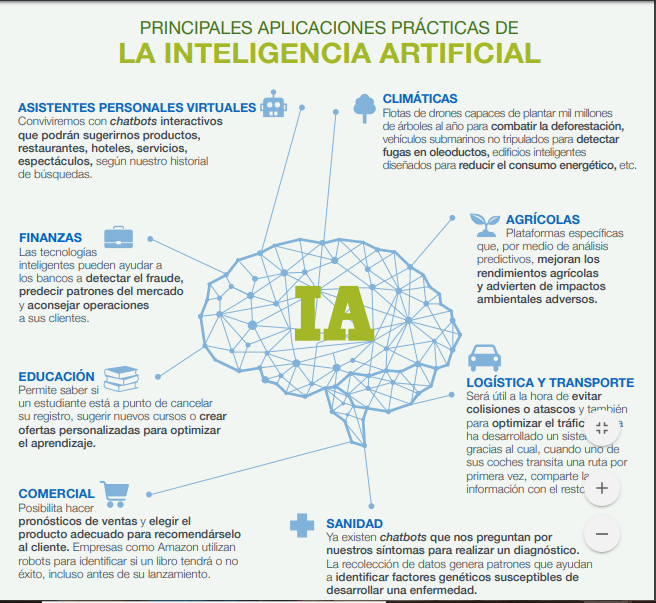 PRINCIPALES APLICACIONES PRÁCTICAS DE
LA INTELIGENCIA ARTIFICIAL
ASISTENTES PERSONALES VIRTUALES
Conviviremos con chatbots interactivos
que podrán sugerirnos productos,
restaurantes, hoteles, servicios,
espectáculos, según nuestro historial
de búsquedas.
CLIMÁTICAS
Flotas de drones capaces de plantar mil millones
de árboles al año para combatir la deforestación,
vehículos submarinos no tripulados para detectar
fugas en oleoductos, edificios inteligentes
diseñados para reducir el consumo energético, etc.
FINANZAS
Las tecnologías
inteligentes pueden ayudar a
los bancos a detectar el fraude,
predecir patrones del mercado
y aconsejar operaciones
a sus clientes.
AGRÍCOLAS
Plataformas específicas
que, por medio de análisis
predictivos, mejoran los
rendimientos agrícolas
y advierten de impactos
ambientales adversos.
IA
EDUCACIÓN
Permite saber si
un estudiante está a punto de cancelar
su registro, sugerir nuevos cursos o crear
ofertas personalizadas para optimizar
el aprendizaje.
LOGÍSTICA Y TRANSPORTE
Será útil a la hora de evitar
colisiones o atascos y también
para optimizar el
ha desarrollado un
gracias al cual, cuando uno de
sus coches transita una ruta por
primera vez, comparte
información con el
COMERCIAL
Posibilita hacer
pronósticos de ventas y elegir el
producto adecuado para recomendárselo
al cliente. Empresas como Amazon utilizan
robots para identificar si un libro tendrá o no
éxito, incluso antes de su lanzamiento.
SANIDAD
Ya existen chatbots que nos preguntan por
nuestros síntomas para realizar un diagnóstico.
La recolección de datos genera patrones que ayudan
a identificar factores genéticos susceptibles de
desarrollar una enfermedad.